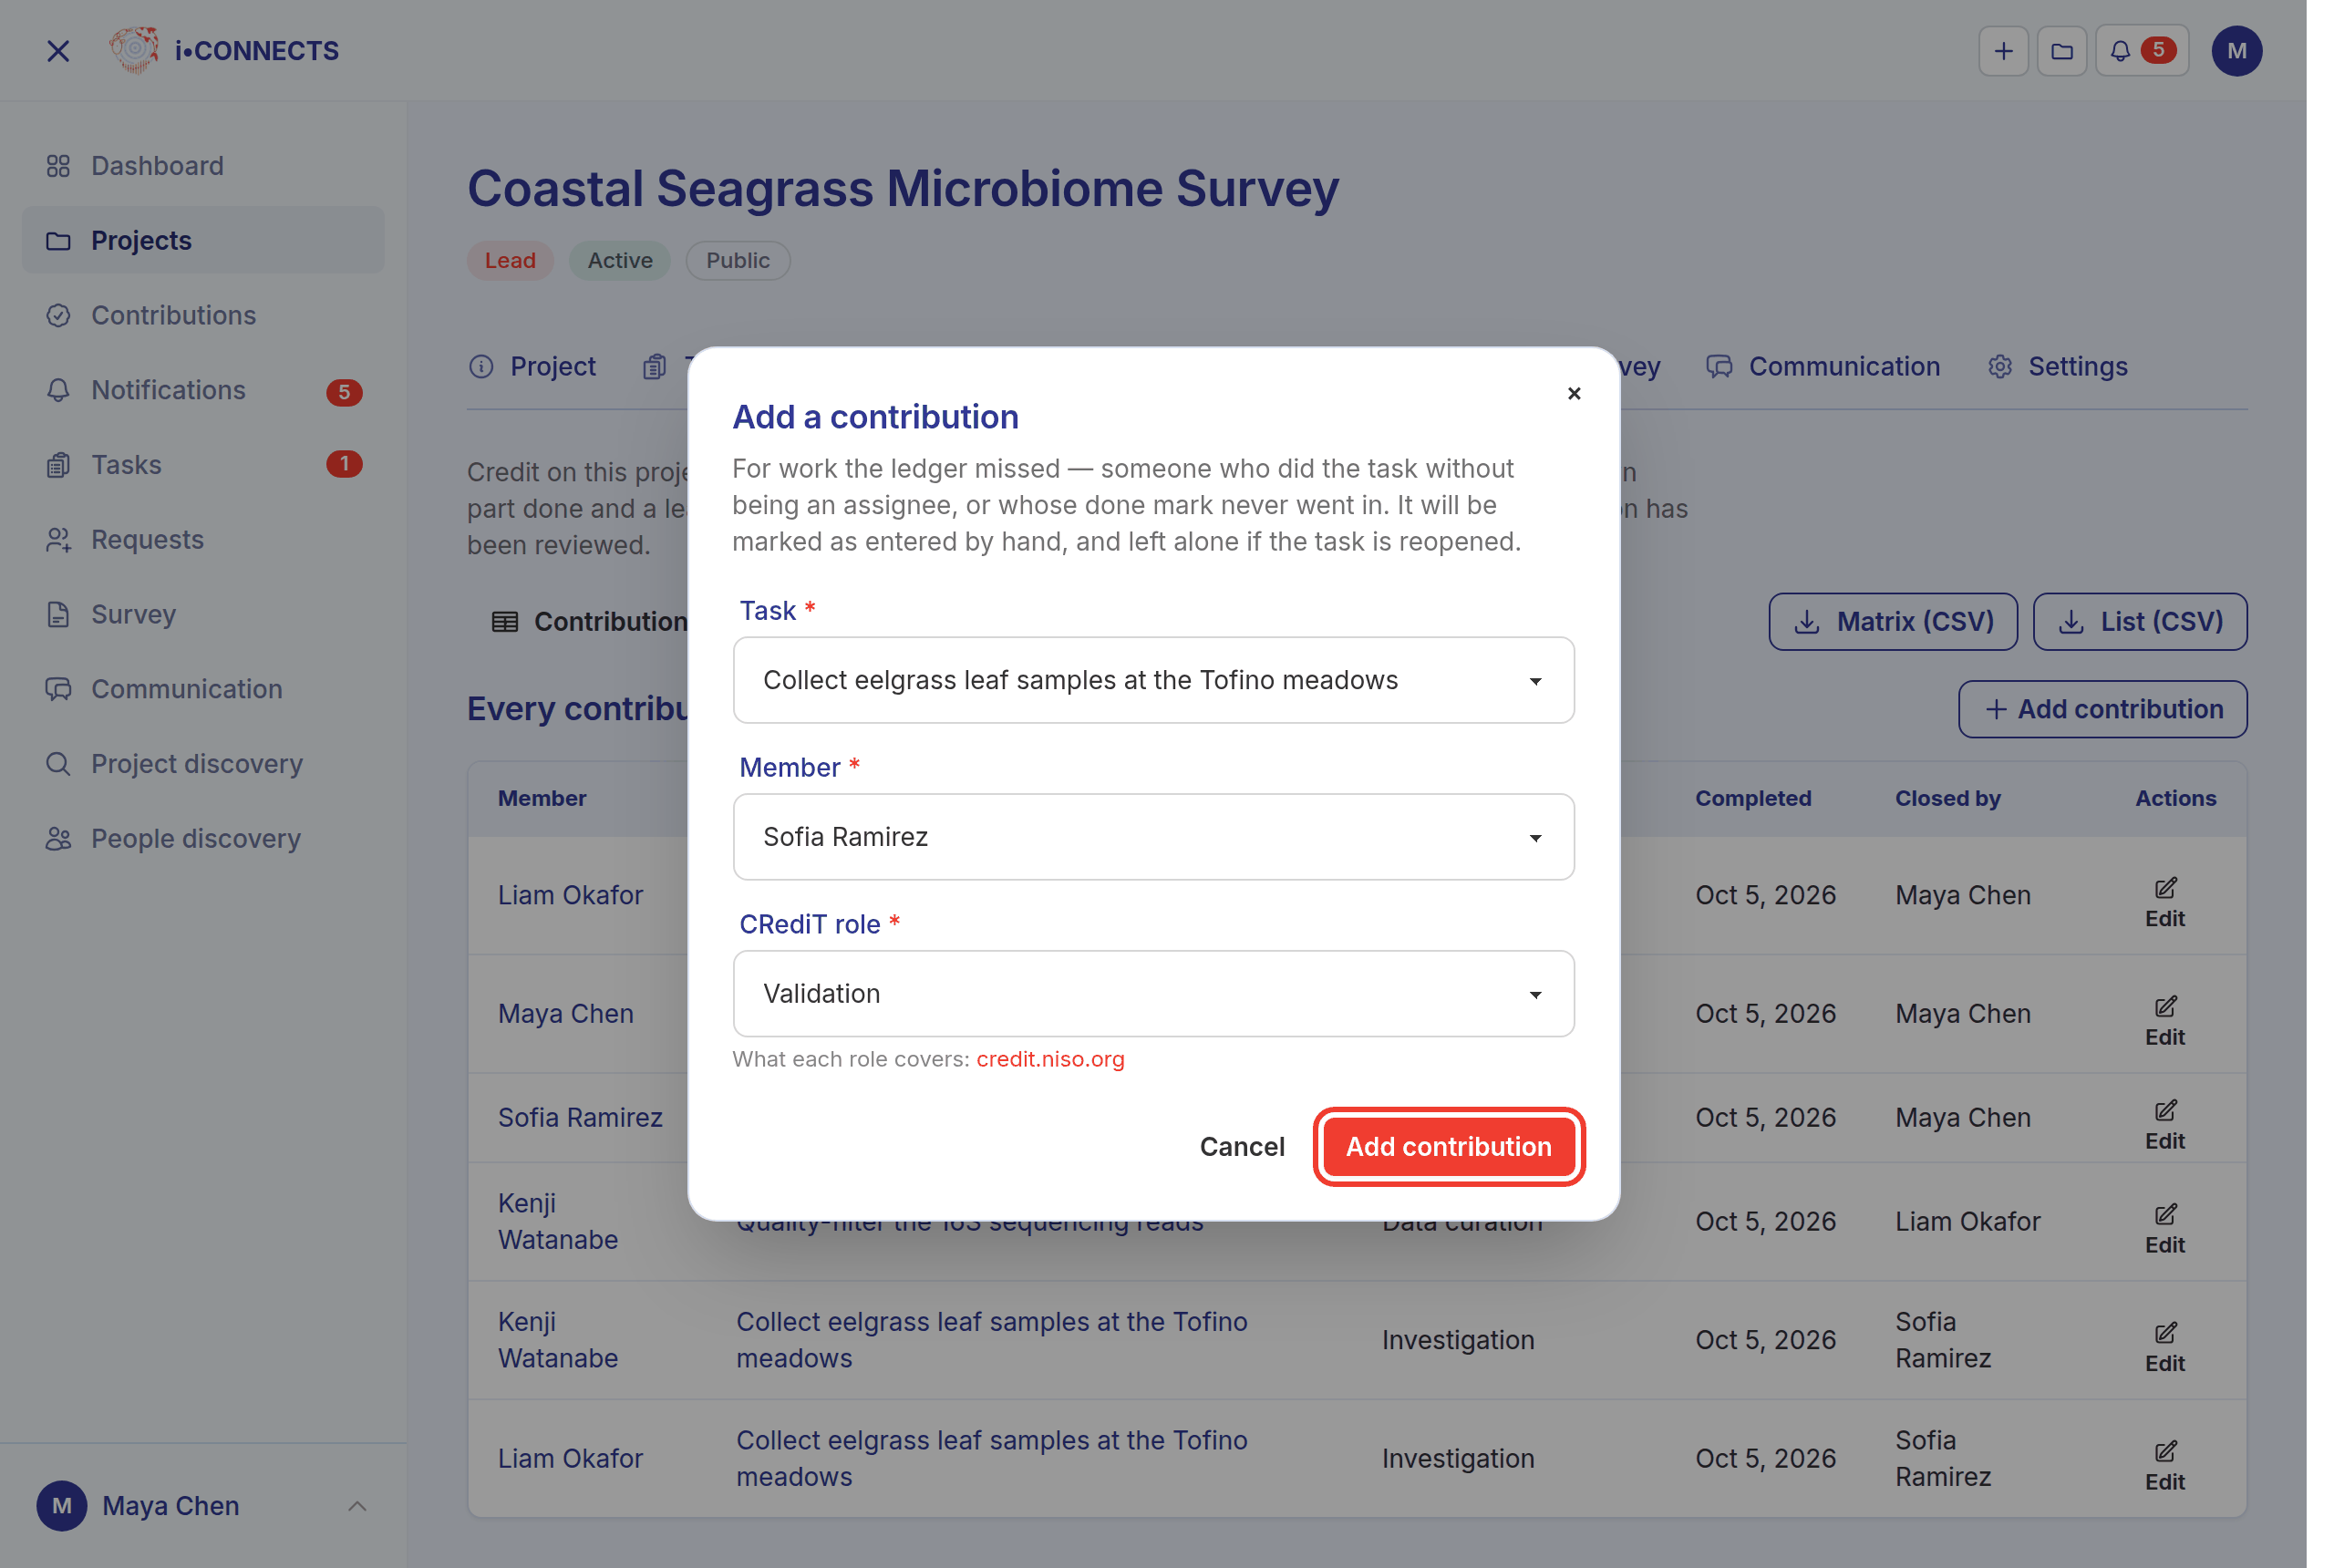 i•CONNECTS
5
M
Dashboard
Projects
Contributions
Notifications 5
Tasks 1
Requests
Survey
Communication
Project discovery
People discovery
M Maya Chen
Coastal Seagrass Microbiome Survey
Lead Active Public
Project
Communication Settings
Credit on this
part done and a
been reviewed.
has
Contribution
Matrix (CSV) List (CSV)
Every
+ Add contribution
Member Completed Closed by Actions
Liam Okafor Oct 5, 2026 Maya Chen Edit
Maya Chen Oct 5, 2026 Maya Chen Edit
Sofia Ramirez Oct 5, 2026 Maya Chen Edit
Kenji
Watanabe
Quality-filter the 16S sequencing reads Data curation Oct 5, 2026 Liam Okafor Edit
Kenji
Watanabe
Collect eelgrass leaf samples at the Tofino
meadows
Investigation Oct 5, 2026
Sofia
Ramirez
Edit
Liam Okafor
Collect eelgrass leaf samples at the Tofino
meadows
Investigation Oct 5, 2026
Sofia
Ramirez
Edit
Add a contribution
×
For work the ledger missed — someone who did the task without
being an assignee, or whose done mark never went in. It will be
marked as entered by hand, and left alone if the task is reopened.
Task *
Collect eelgrass leaf samples at the Tofino meadows
Member *
Sofia Ramirez
CRediT role *
Validation
What each role covers: credit.niso.org
Cancel Add contribution